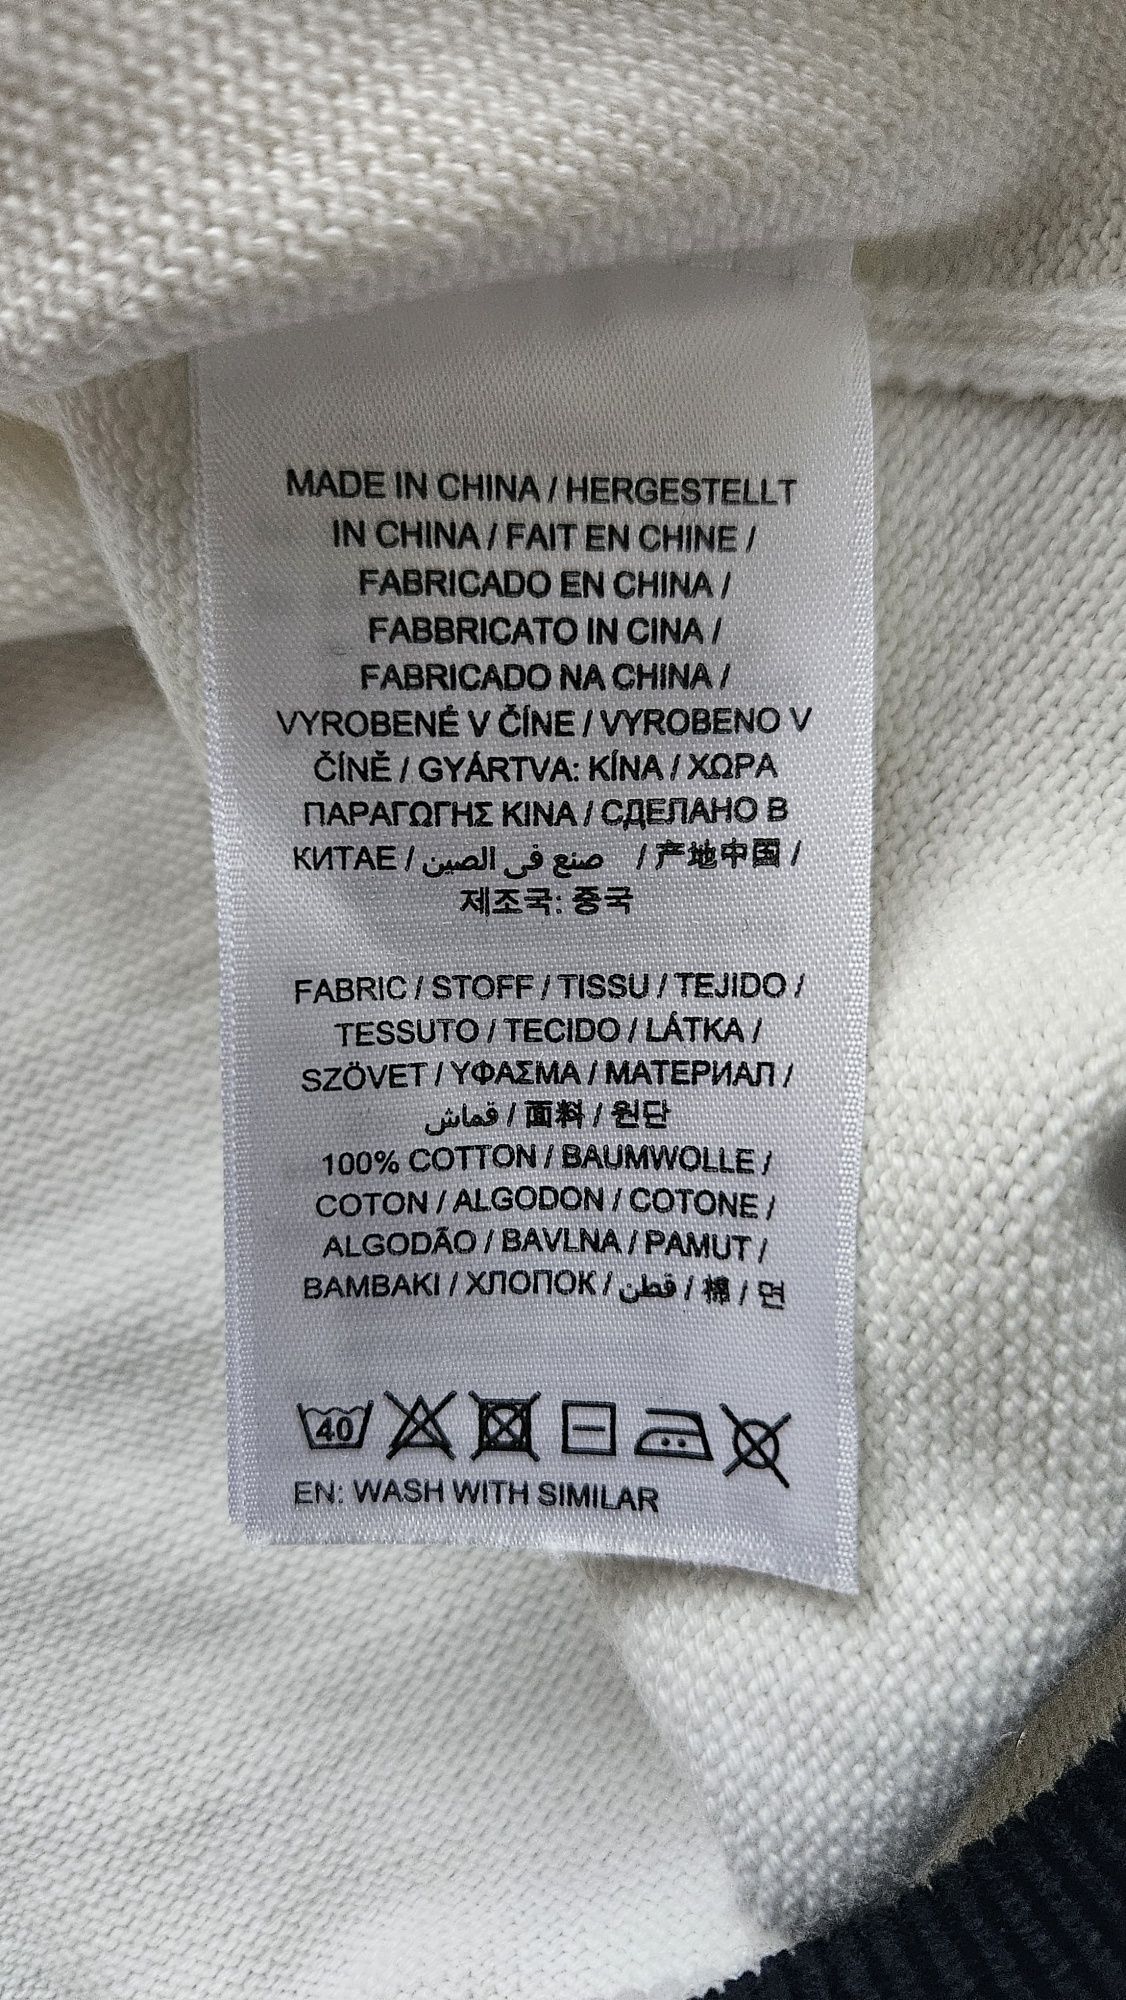 MADE IN CHINA / HERGESTELLT
IN CHINA / FAIT EN CHINE /
FABRICADO EN CHINA /
FABBRICATO IN CINA /
FABRICADO NA CHINA /
VYROBENÉ V ČÍNE / VYROBENO V
ČÍNĚ / GYÁRTVA: KÍNA / ΧΩΡΑ
ΠΑΡΑΓΩΓΗΣ ΚΙΝΑ / СДЕЛАНО В
КИТАЕ / صنع في الصين / 产地中国 /
제조국: 중국
FABRIC / STOFF / TISSU / TEJIDO /
TESSUTO / TECIDO / LÁTKA /
SZÖVET / ΥΦΑΣΜΑ / МАТЕРИАЛ /
قماش / 面料 / 원단
100% COTTON / BAUMWOLLE /
COTON / ALGODON / COTONE /
ALGODÃO / BAVLNA / PAMUT /
BAMBAKI / ХЛОПОК / قطن / 棉 / 면
40
EN: WASH WITH SIMILAR